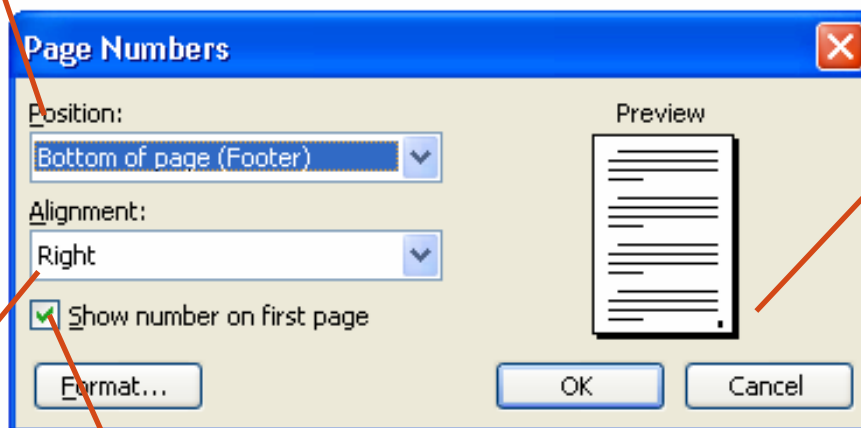 Page Numbers
Position:
Bottom of page (Footer)
Alignment:
Right
Show number on first page
Format...
Preview
OK
Cancel